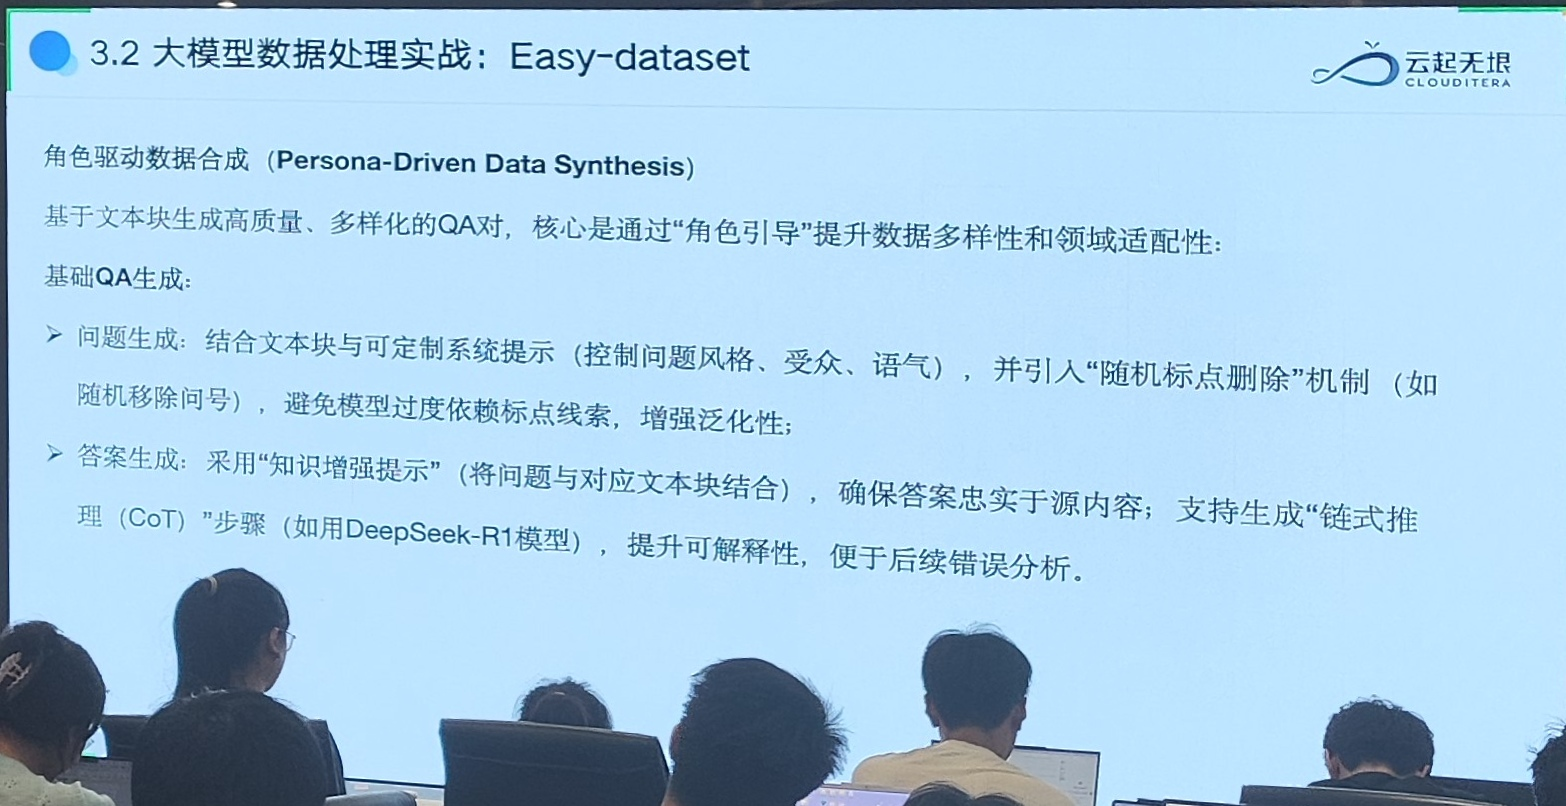 3.2 大模型数据处理实战：Easy-dataset
云起无垠
CLOUDITERA
角色驱动数据合成（Persona-Driven Data Synthesis）
基于文本块生成高质量、多样化的QA对，核心是通过“角色引导”提升数据多样性和领域适配性：
基础QA生成：
➢ 问题生成：结合文本块与可定制系统提示（控制问题风格、受众、语气），并引入“随机标点删除”机制（如
随机移除问号），避免模型过度依赖标点线索，增强泛化性；
➢ 答案生成：采用“知识增强提示”（将问题与对应文本块结合），确保答案忠实于源内容；支持生成“链式推
理（CoT）”步骤（如用DeepSeek-R1模型），提升可解释性，便于后续错误分析。